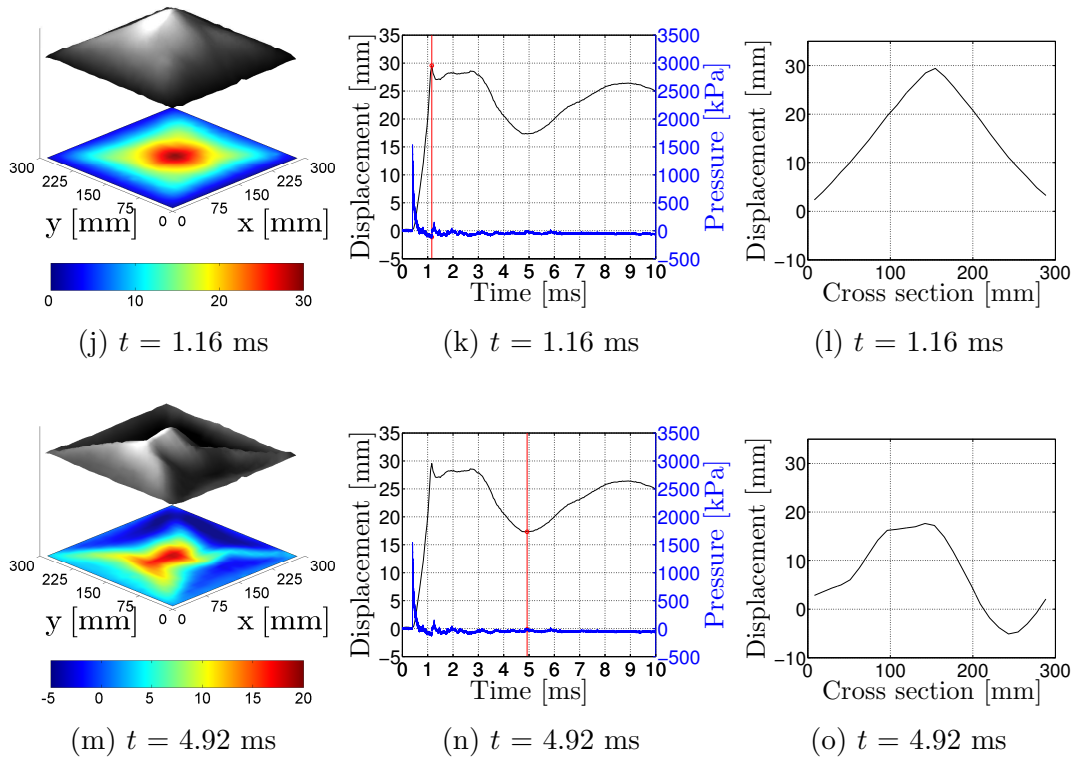 300
225
150
75
0
0
75
150
225
300
y [mm]
x [mm]
0
10
20
30
(j) t = 1.16 ms
35
30
25
20
15
10
5
0
−5
0 1 2 3 4 5 6 7 8 9 10
3500
3000
2500
2000
1500
1000
500
0
−500
Displacement [mm]
Pressure [kPa]
Time [ms]
(k) t = 1.16 ms
30
20
10
0
−10
0 100 200 300
Displacement [mm]
Cross section [mm]
(l) t = 1.16 ms
300
225
150
75
0
0
75
150
225
300
y [mm]
x [mm]
-5 0 5 10 15 20
(m) t = 4.92 ms
35
30
25
20
15
10
5
0
−5
0 1 2 3 4 5 6 7 8 9 10
3500
3000
2500
2000
1500
1000
500
0
−500
Displacement [mm]
Pressure [kPa]
Time [ms]
(n) t = 4.92 ms
30
20
10
0
−10
0 100 200 300
Displacement [mm]
Cross section [mm]
(o) t = 4.92 ms